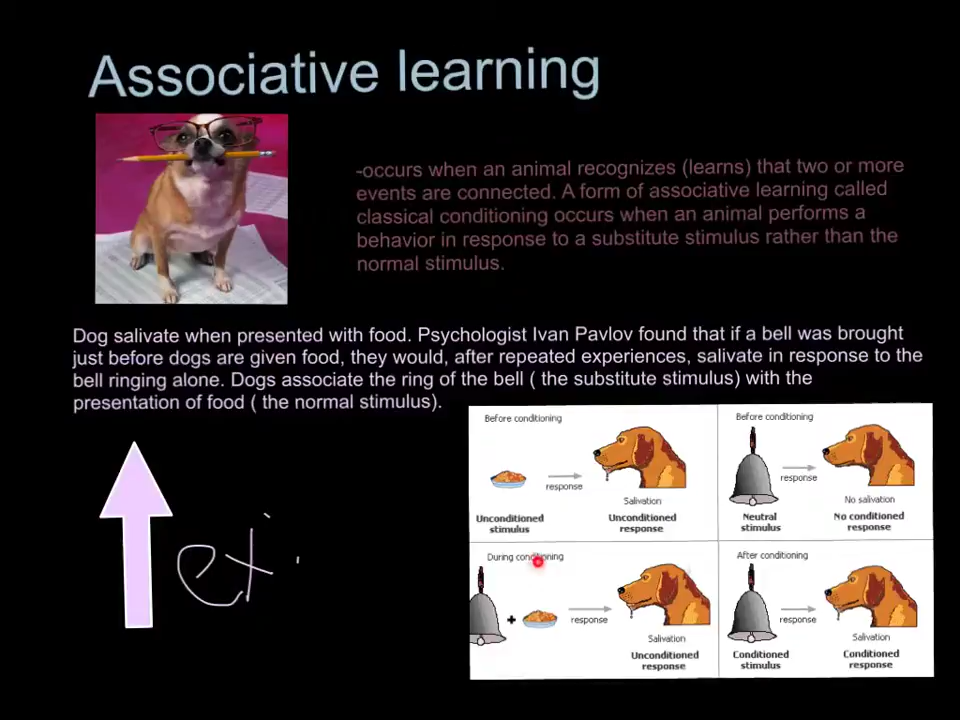 Associative learning
-occurs when an animal recognizes (learns) that two or more
events are connected. A form of associative learning called
classical conditioning occurs when an animal performs a
behavior in response to a substitute stimulus rather than the
normal stimulus.
Dog salivate when presented with food. Psychologist Ivan Pavlov found that if a bell was brought
just before dogs are given food, they would, after repeated experiences, salivate in response to the
bell ringing alone. Dogs associate the ring of the bell ( the substitute stimulus) with the
presentation of food ( the normal stimulus).
ex.
Before conditioning
response
Salivation
Unconditioned
stimulus
Unconditioned
response
Before conditioning
response
No salivation
Neutral
stimulus
No conditioned
response
During conditioning
+
response
Salivation
Unconditioned
response
After conditioning
response
Salivation
Conditioned
stimulus
Conditioned
response